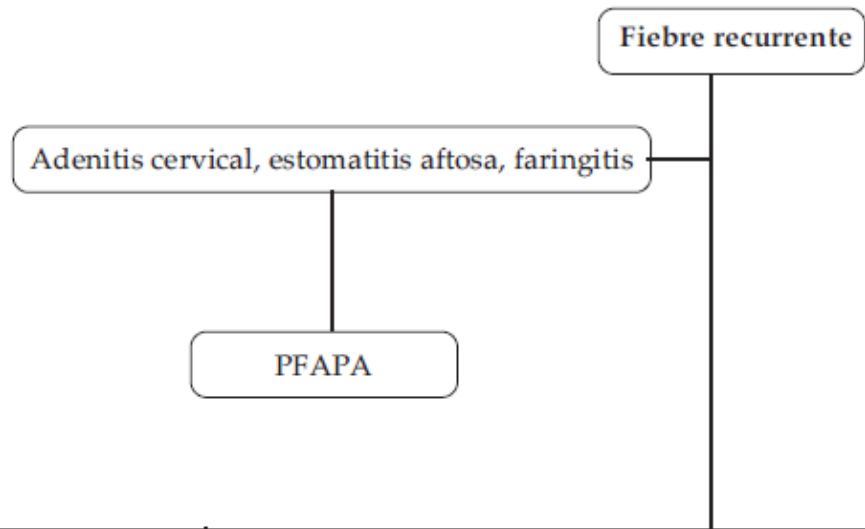 Fiebre recurrente
Adenitis cervical, estomatitis aftosa, faringitis
PFAPA